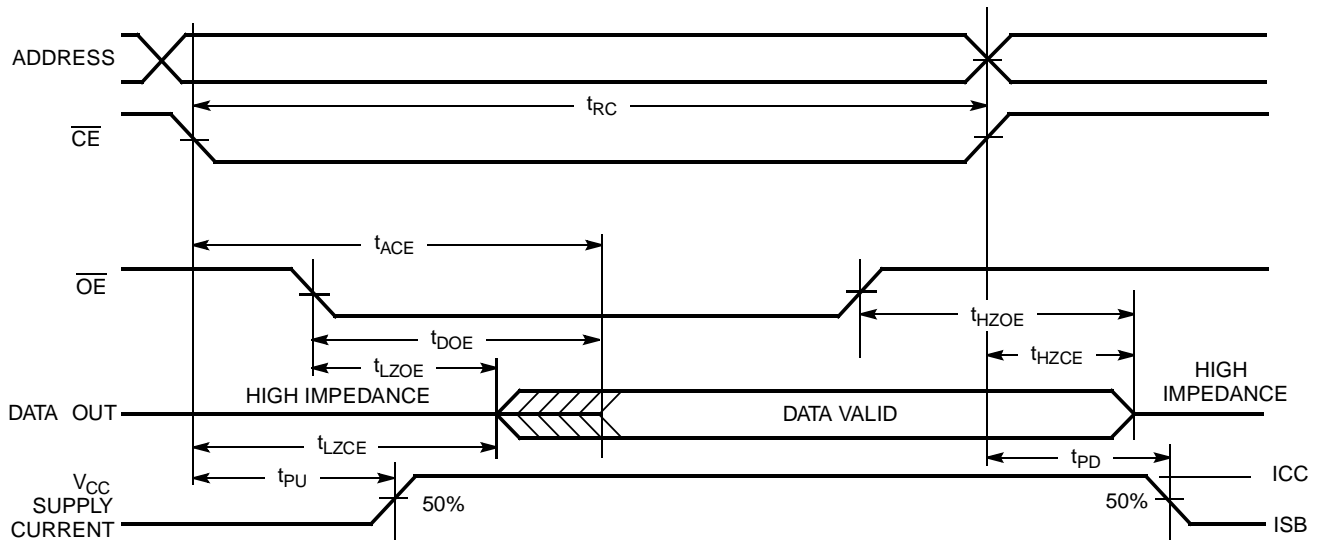 ADDRESS
tRC
CE
tACE
OE
tHZOE
tDOE
tHZCE
tLZOE
HIGH IMPEDANCE
HIGH
IMPEDANCE
DATA OUT
DATA VALID
tLZCE
tPU
tPD
VCC
SUPPLY
CURRENT
50%
50%
ICC
ISB